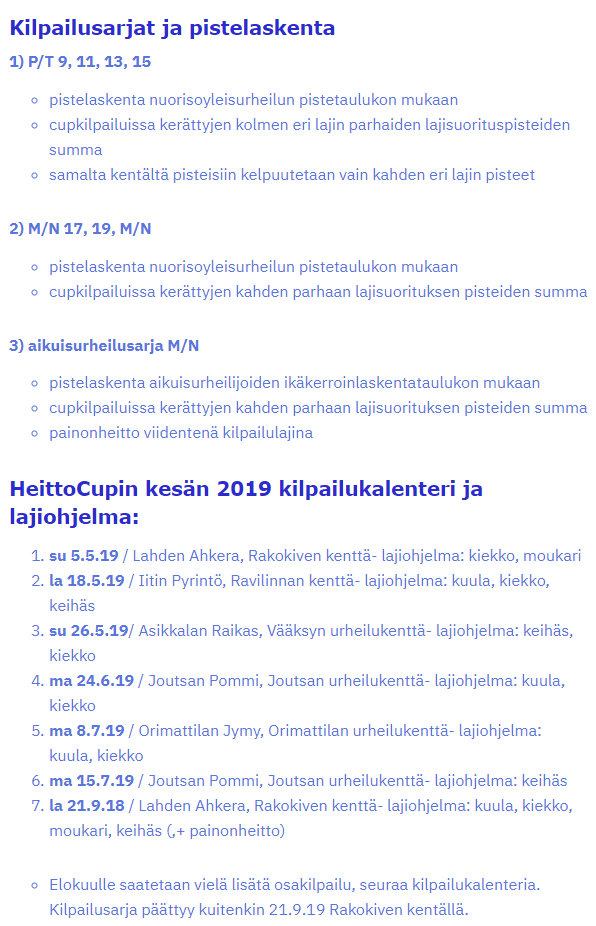 Kilpailusarjat ja pistelaskenta
1) P/T 9, 11, 13, 15
pistelaskenta nuorisoyleisurheilun pistetaulukon mukaan
cupkilpailuissa kerättyjen kolmen eri lajin parhaiden lajisuorituspisteiden
summa
samalta kentältä pisteisiin kelpuutetaan vain kahden eri lajin pisteet
2) M/N 17, 19, M/N
pistelaskenta nuorisoyleisurheilun pistetaulukon mukaan
cupkilpailuissa kerättyjen kahden parhaan lajisuorituksen pisteiden summa
3) aikuisurheilusarja M/N
pistelaskenta aikuisurheilijoiden ikäkerroinlaskentataulukon mukaan
cupkilpailuissa kerättyjen kahden parhaan lajisuorituksen pisteiden summa
painonheitto viidentenä kilpailulajina
HeittoCupin kesän 2019 kilpailukalenteri ja
lajiohjelma:
1. su 5.5.19 / Lahden Ahkera, Rakokiven kenttä- lajiohjelma: kiekko, moukari
2. la 18.5.19 / Iitin Pyrintö, Ravilinnan kenttä- lajiohjelma: kuula, kiekko,
keihäs
3. su 26.5.19/ Asikkalan Raikas, Vääksyn urheilukenttä- lajiohjelma: keihäs,
kiekko
4. ma 24.6.19 / Joutsan Pommi, Joutsan urheilukenttä- lajiohjelma: kuula,
kiekko
5. ma 8.7.19 / Orimattilan Jymy, Orimattilan urheilukenttä- lajiohjelma:
kuula, kiekko
6. ma 15.7.19 / Joutsan Pommi, Joutsan urheilukenttä- lajiohjelma: keihäs
7. la 21.9.18 / Lahden Ahkera, Rakokiven kenttä- lajiohjelma: kuula, kiekko,
moukari, keihäs (,+ painonheitto)
Elokuulle saatetaan vielä lisätä osakilpailu, seuraa kilpailukalenteria.
Kilpailusarja päättyy kuitenkin 21.9.19 Rakokiven kentällä.